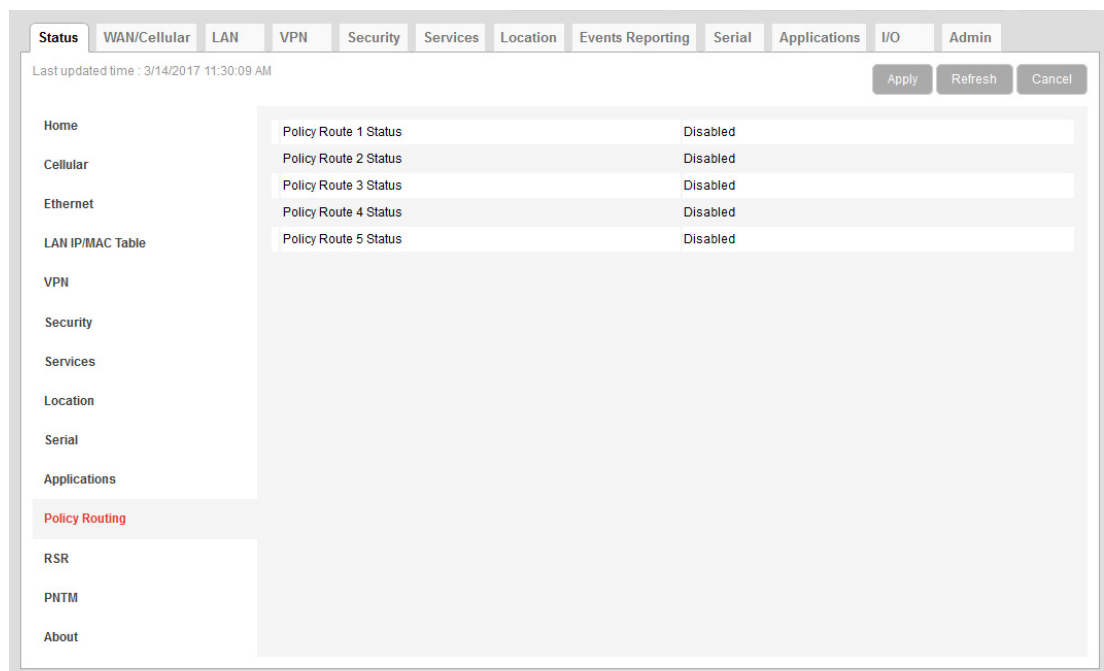 Status WAN/Cellular LAN VPN Security Services Location Events Reporting Serial Applications I/O Admin
Last updated time : 3/14/2017 11:30:09 AM
Apply Refresh Cancel
Home
Cellular
Ethernet
LAN IP/MAC Table
VPN
Security
Services
Location
Serial
Applications
Policy Routing
RSR
PNTM
About
Policy Route 1 Status Disabled
Policy Route 2 Status Disabled
Policy Route 3 Status Disabled
Policy Route 4 Status Disabled
Policy Route 5 Status Disabled